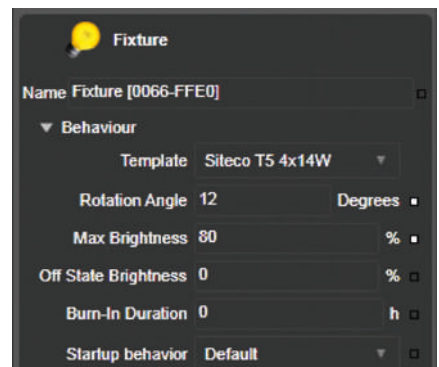 Fixture
Name Fixture [0066-FFE0]
Behaviour
Template Siteco T5 4x14W
Rotation Angle 12 Degrees
Max Brightness 80 %
Off State Brightness 0 %
Burn-In Duration 0 h
Startup behavior Default